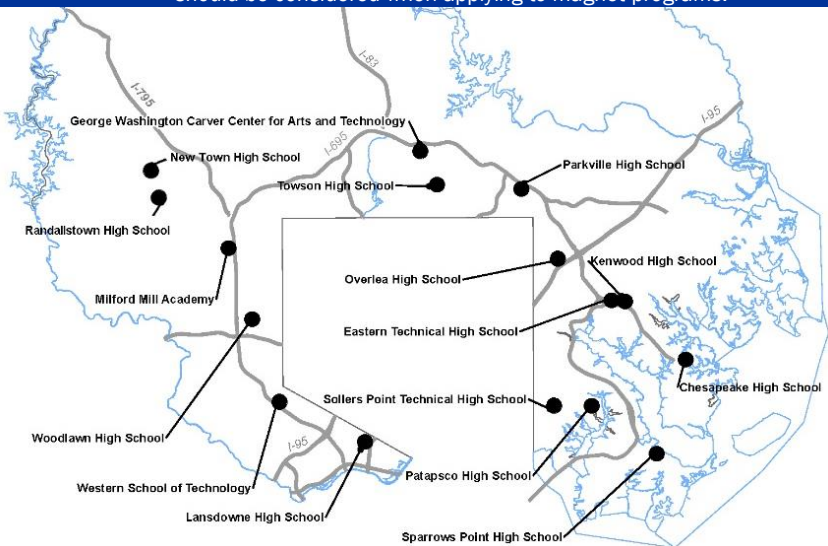 should be considered when applying to magnet programs.
I-83
I-795
I-95
George Washington Carver Center for Arts and Technology
I-695
New Town High School
Parkville High School
Towson High School
Randallstown High School
Kenwood High School
Overlea High School
Milford Mill Academy
Eastern Technical High School
Chesapeake High School
Sollers Point Technical High School
Woodlawn High School
I-95
Patapsco High School
Western School of Technology
Lansdowne High School
Sparrows Point High School